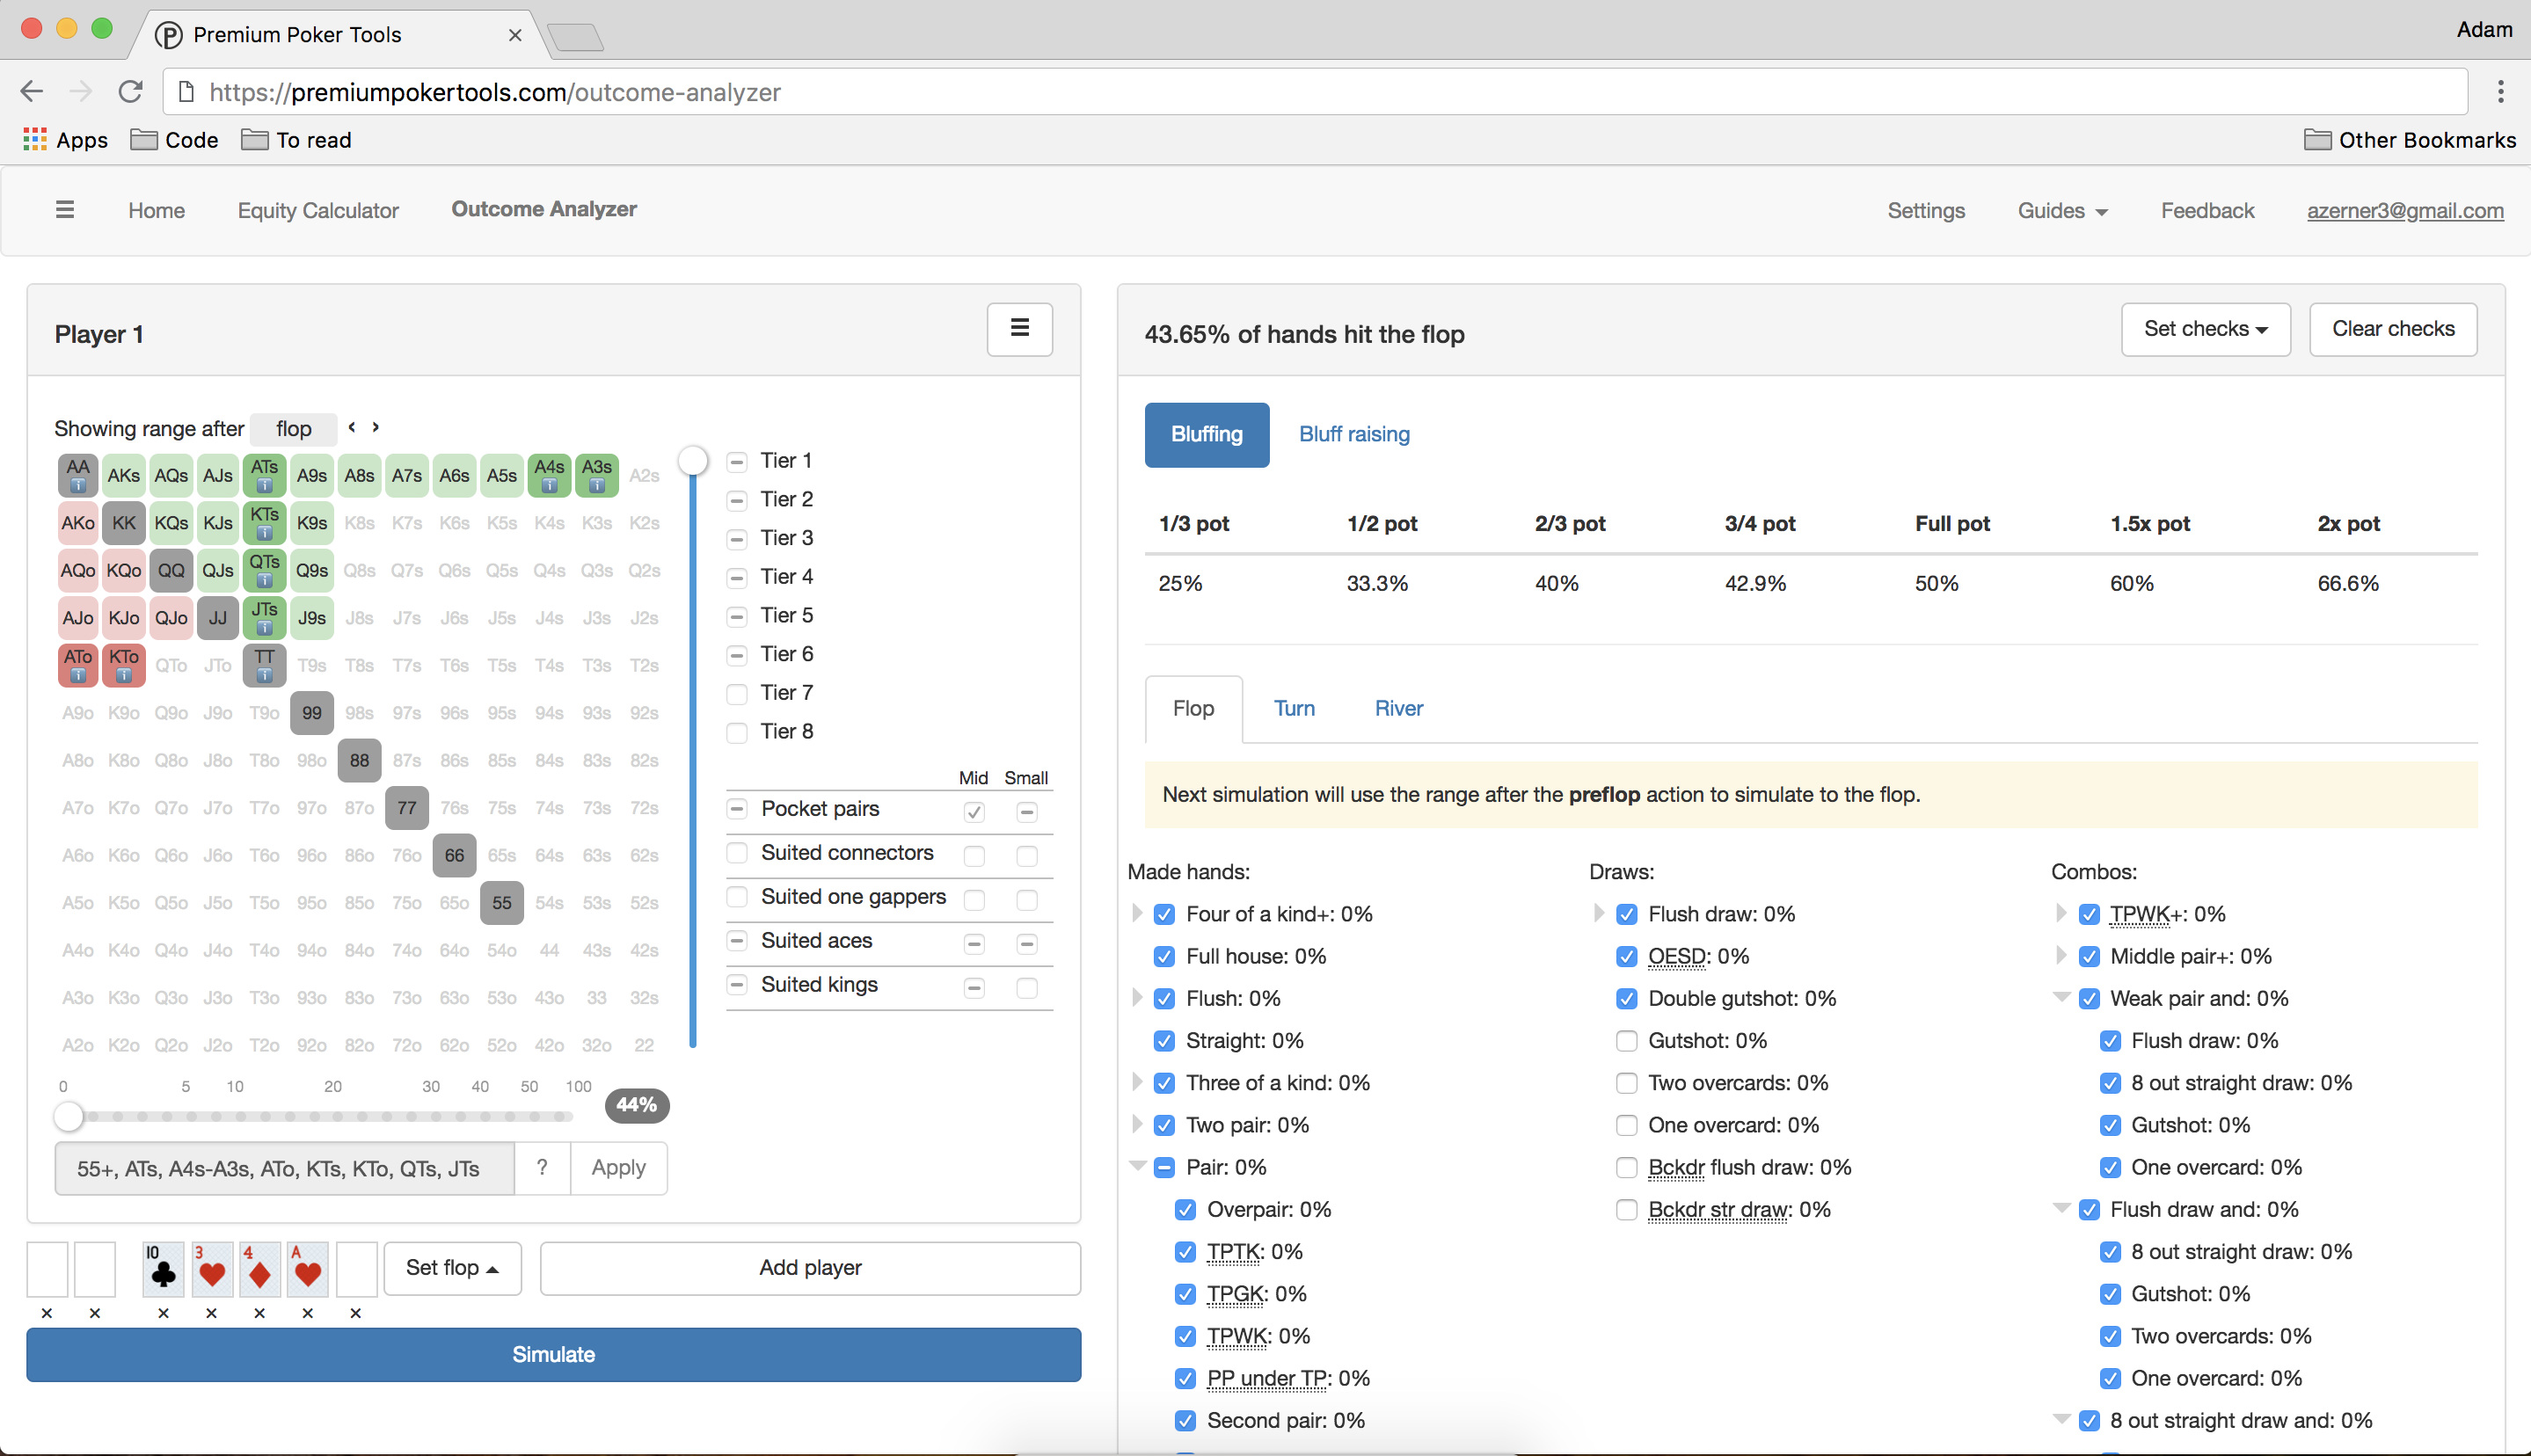 Premium Poker Tools
Adam
https://premiumpokertools.com/outcome-analyzer
Apps Code To read Other Bookmarks
Home Equity Calculator Outcome Analyzer Settings Guides Feedback azerner3@gmail.com
Player 1
Showing range after flop
AA AKs AQs AJs ATs A9s A8s A7s A6s A5s A4s A3s A2s
AKo KK KQs KJs KTs K9s K8s K7s K6s K5s K4s K3s K2s
AQo KQo QQ QJs QTs Q9s Q8s Q7s Q6s Q5s Q4s Q3s Q2s
AJo KJo QJo JJ JTs J9s J8s J7s J6s J5s J4s J3s J2s
ATo KTo QTo JTo TT T9s T8s T7s T6s T5s T4s T3s T2s
A9o K9o Q9o J9o T9o 99 98s 97s 96s 95s 94s 93s 92s
A8o K8o Q8o J8o T8o 98o 88 87s 86s 85s 84s 83s 82s
A7o K7o Q7o J7o T7o 97o 87o 77 76s 75s 74s 73s 72s
A6o K6o Q6o J6o T6o 96o 86o 76o 66 65s 64s 63s 62s
A5o K5o Q5o J5o T5o 95o 85o 75o 65o 55 54s 53s 52s
A4o K4o Q4o J4o T4o 94o 84o 74o 64o 54o 44 43s 42s
A3o K3o Q3o J3o T3o 93o 83o 73o 63o 53o 43o 33 32s
A2o K2o Q2o J2o T2o 92o 82o 72o 62o 52o 42o 32o 22
0 5 10 20 30 40 50 100
44%
55+, ATs, A4s-A3s, ATo, KTs, KTo, QTs, JTs ? Apply
Tier 1
Tier 2
Tier 3
Tier 4
Tier 5
Tier 6
Tier 7
Tier 8
Mid Small
Pocket pairs
Suited connectors
Suited one gappers
Suited aces
Suited kings
10 3 4 A
Set flop
Add player
Simulate
43.65% of hands hit the flop
Set checks Clear checks
Bluffing Bluff raising
1/3 pot 1/2 pot 2/3 pot 3/4 pot Full pot 1.5x pot 2x pot
25% 33.3% 40% 42.9% 50% 60% 66.6%
Flop Turn River
Next simulation will use the range after the preflop action to simulate to the flop.
Made hands:
Four of a kind+: 0%
Full house: 0%
Flush: 0%
Straight: 0%
Three of a kind: 0%
Two pair: 0%
Pair: 0%
Overpair: 0%
TPTK: 0%
TPGK: 0%
TPWK: 0%
PP under TP: 0%
Second pair: 0%
Draws:
Flush draw: 0%
OESD: 0%
Double gutshot: 0%
Gutshot: 0%
Two overcards: 0%
One overcard: 0%
Bckdr flush draw: 0%
Bckdr str draw: 0%
Combos:
TPWK+: 0%
Middle pair+: 0%
Weak pair and: 0%
Flush draw: 0%
8 out straight draw: 0%
Gutshot: 0%
One overcard: 0%
Flush draw and: 0%
8 out straight draw: 0%
Gutshot: 0%
Two overcards: 0%
One overcard: 0%
8 out straight draw and: 0%